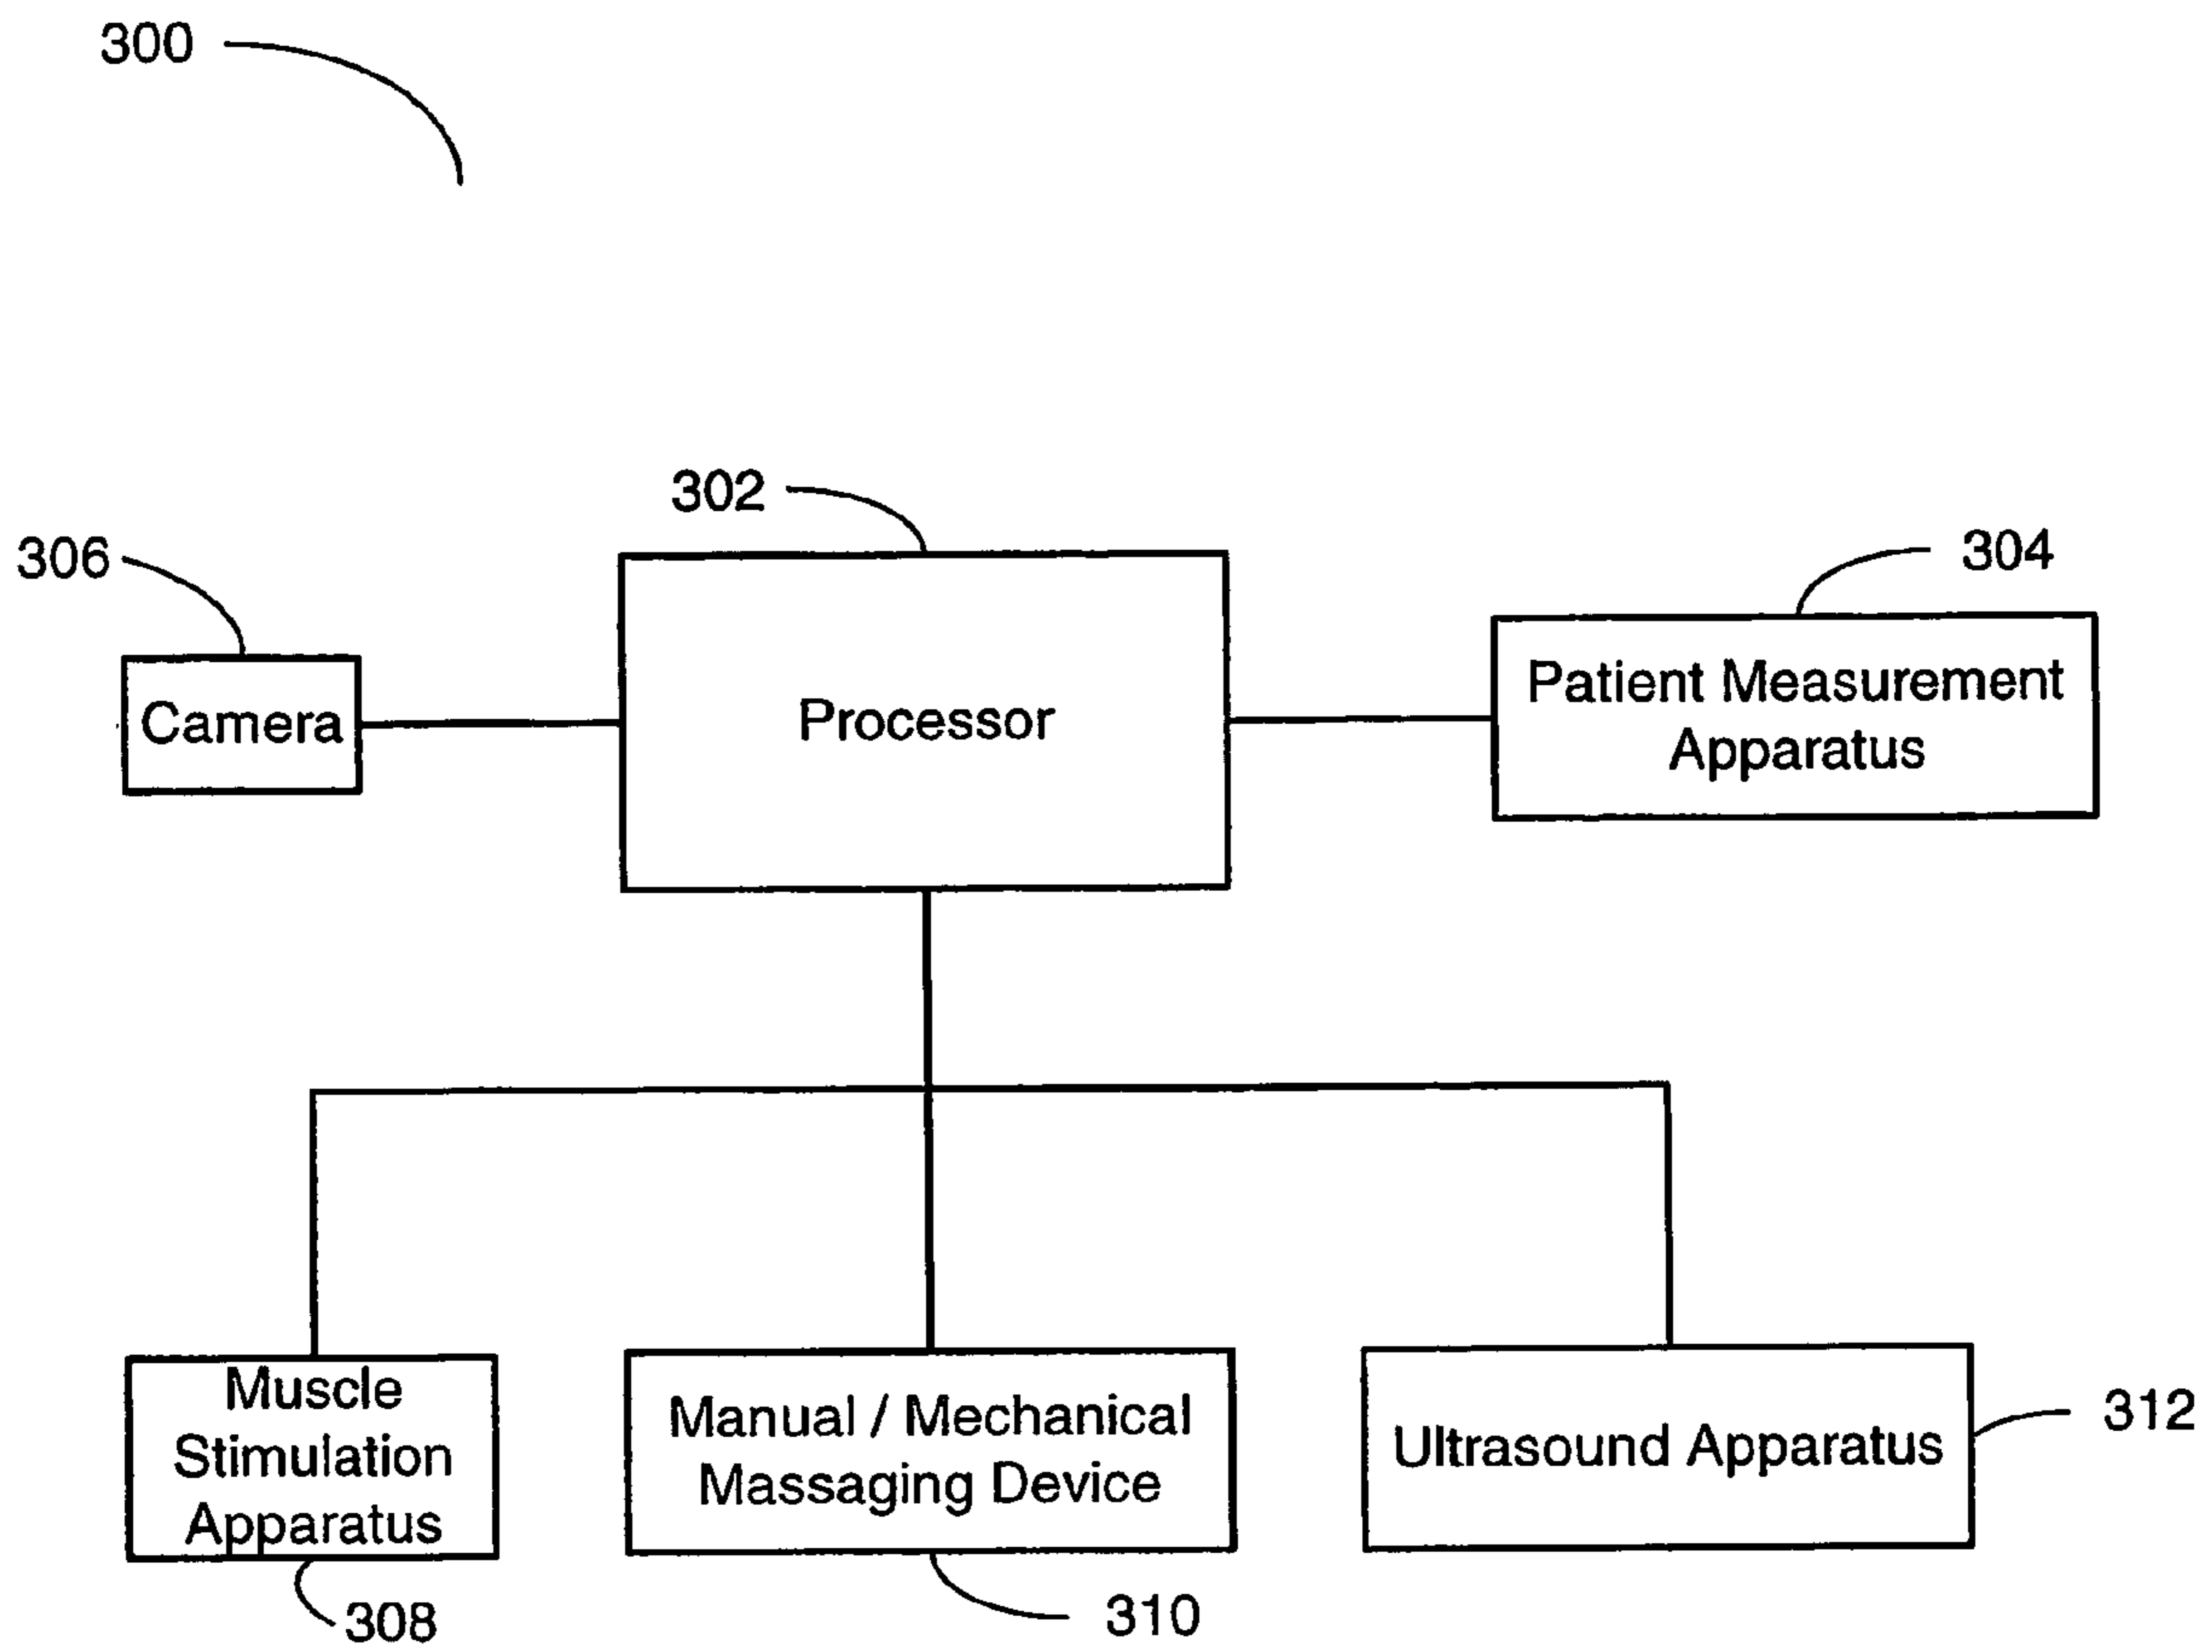 300
302
306
304
Camera
Processor
Patient Measurement
Apparatus
Muscle
Stimulation
Apparatus
Manual / Mechanical
Massaging Device
Ultrasound Apparatus
312
308
310